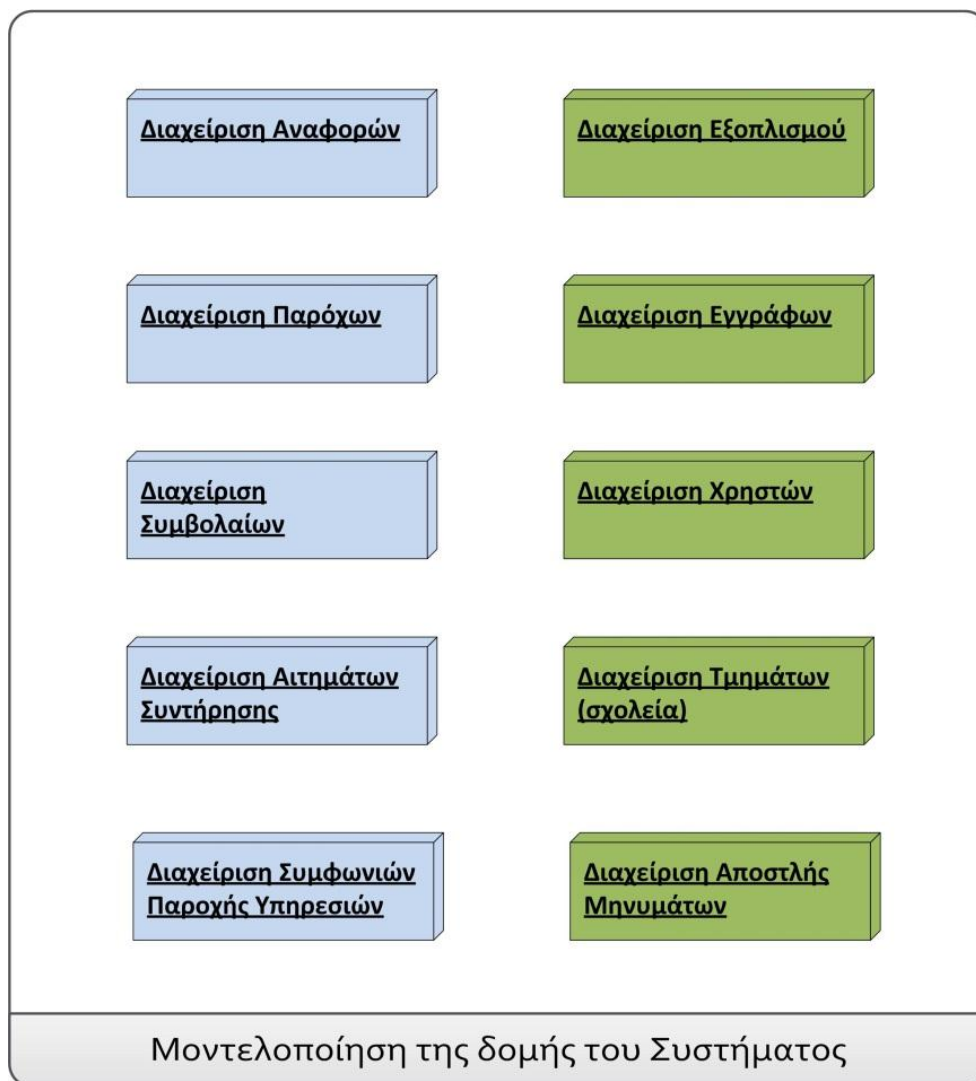 Διαχείριση Αναφορών
Διαχείριση Εξοπλισμού
Διαχείριση Παρόχων
Διαχείριση Εγγράφων
Διαχείριση
Συμβολαίων
Διαχείριση Χρηστών
Διαχείριση Αιτημάτων
Συντήρησης
Διαχείριση Τμημάτων
(σχολεία)
Διαχείριση Συμφωνιών
Παροχής Υπηρεσιών
Διαχείριση Αποστλής
Μηνυμάτων
Μοντελοποίηση της δομής του Συστήματος